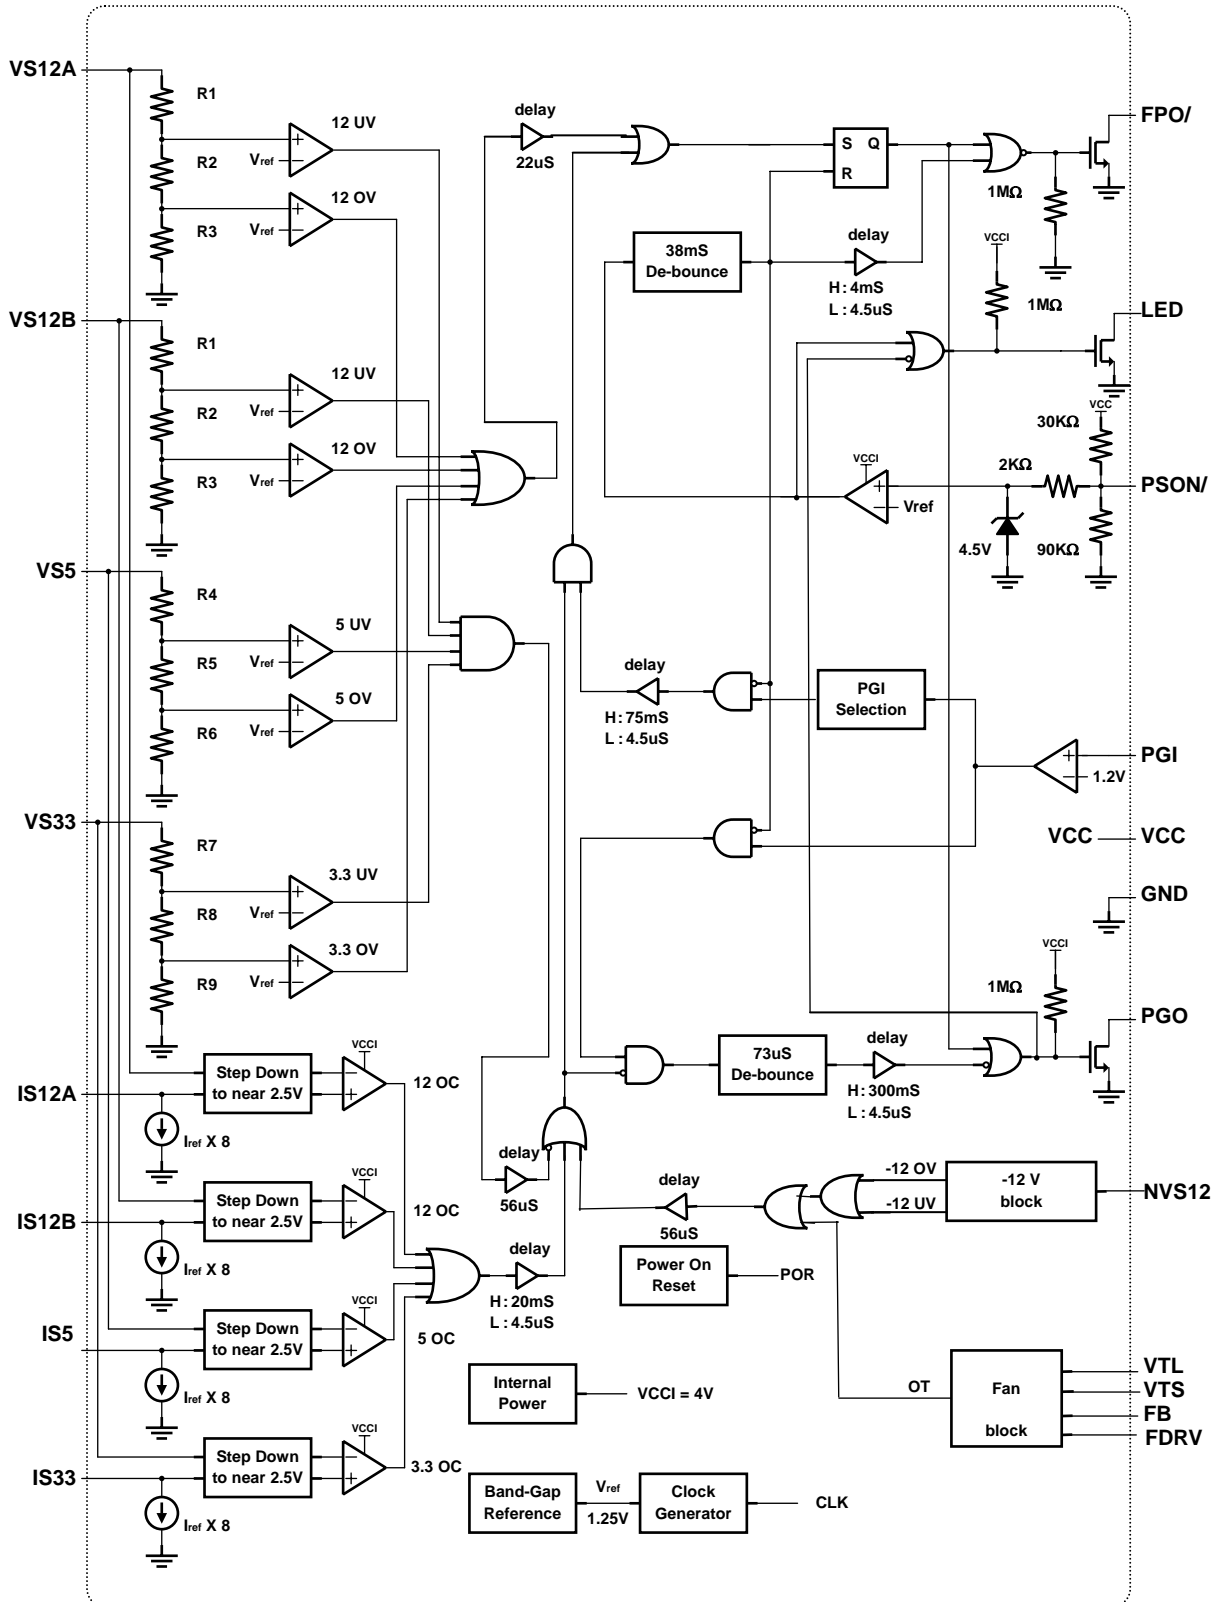 VS12A
R1
12 UV
Vref
R2
12 OV
Vref
R3
delay
22uS
S Q
R
FPO/
1MΩ
38mS
De-bounce
delay
H : 4mS
L : 4.5uS
VCCI
1MΩ
LED
VS12B
R1
12 UV
Vref
R2
12 OV
Vref
R3
VCC
30KΩ
2KΩ
PSON/
VCCI
Vref
4.5V
90KΩ
VS5
R4
5 UV
Vref
R5
5 OV
Vref
R6
delay
H : 75mS
L : 4.5uS
PGI
Selection
PGI
1.2V
VCC
VCC
GND
VS33
R7
3.3 UV
Vref
R8
3.3 OV
Vref
R9
VCCI
1MΩ
PGO
73uS
De-bounce
delay
H : 300mS
L : 4.5uS
IS12A
Step Down
to near 2.5V
VCCI
12 OC
Iref X 8
delay
56uS
delay
56uS
-12 OV
-12 UV
-12 V
block
NVS12
IS12B
Step Down
to near 2.5V
VCCI
12 OC
Iref X 8
delay
H : 20mS
L : 4.5uS
Power On
Reset
POR
IS5
Step Down
to near 2.5V
VCCI
5 OC
Iref X 8
Internal
Power
VCCI = 4V
OT
Fan
block
VTL
VTS
FB
FDRV
IS33
Step Down
to near 2.5V
VCCI
3.3 OC
Iref X 8
Band-Gap
Reference
Vref
1.25V
Clock
Generator
CLK